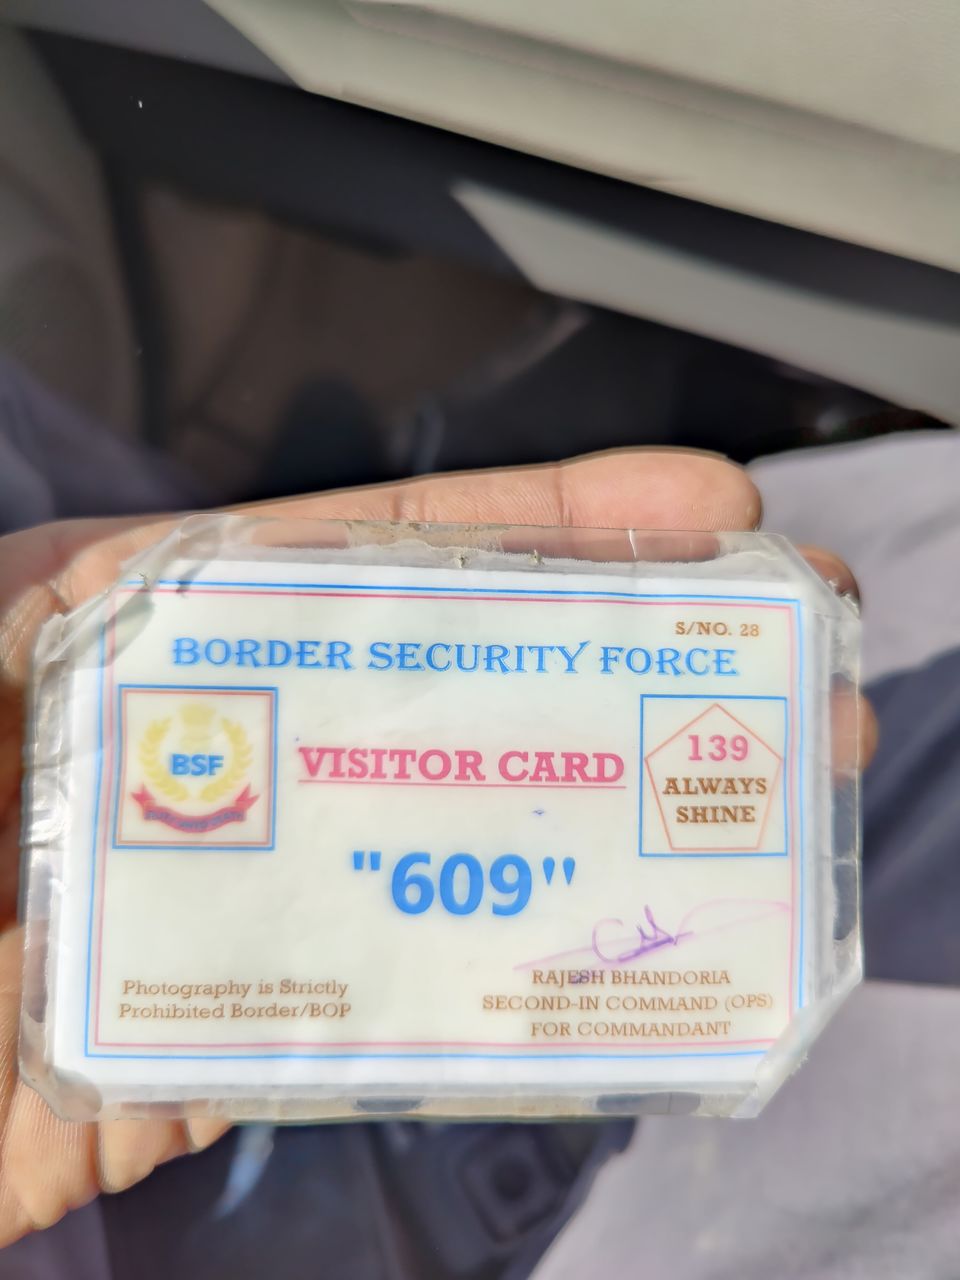 S/NO. 28
BORDER SECURITY FORCE
BSF
VISITOR CARD
139
ALWAYS
SHINE
"609"
Photography is Strictly
Prohibited Border/BOP
RAJESH BHANDORIA
SECOND-IN COMMAND (OPS)
FOR COMMANDANT